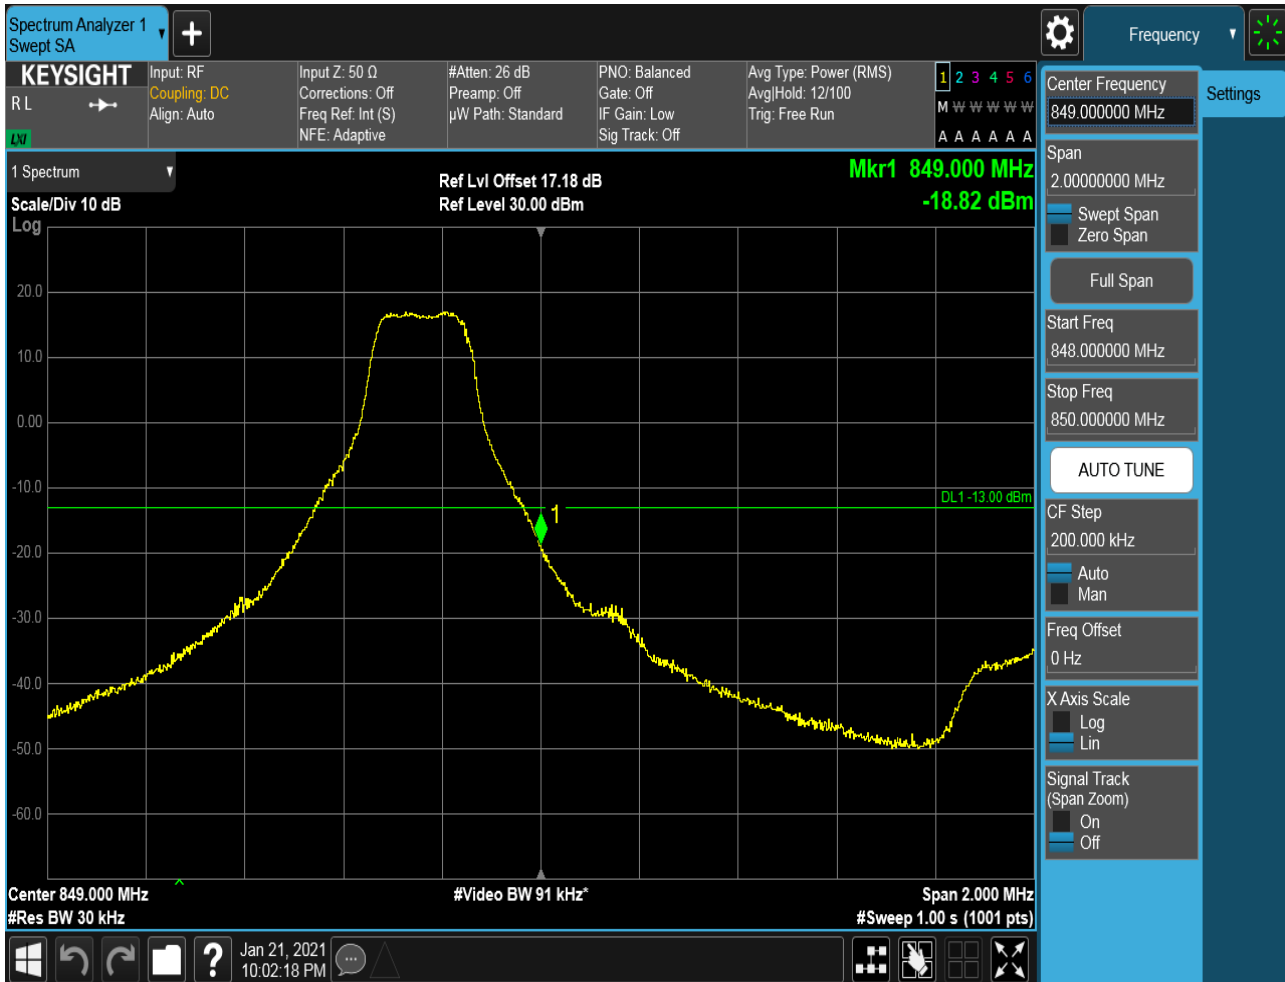 Spectrum Analyzer 1
Swept SA
+
Frequency
KEYSIGHT
R L
LXI
Input: RF
Coupling: DC
Align: Auto
Input Z: 50 Ω
Corrections: Off
Freq Ref: Int (S)
NFE: Adaptive
#Atten: 26 dB
Preamp: Off
µW Path: Standard
PNO: Balanced
Gate: Off
IF Gain: Low
Sig Track: Off
Avg Type: Power (RMS)
Avg|Hold: 12/100
Trig: Free Run
1 2 3 4 5 6
M W W W W W
A A A A A A
1 Spectrum
Scale/Div 10 dB
Log
Ref Lvl Offset 17.18 dB
Ref Level 30.00 dBm
Mkr1 849.000 MHz
-18.82 dBm
20.0
10.0
0.00
-10.0
-20.0
-30.0
-40.0
-50.0
-60.0
DL1 -13.00 dBm
1
Center 849.000 MHz
#Res BW 30 kHz
#Video BW 91 kHz*
Span 2.000 MHz
#Sweep 1.00 s (1001 pts)
?
Jan 21, 2021
10:02:18 PM
Center Frequency
849.000000 MHz
Settings
Span
2.00000000 MHz
Swept Span
Zero Span
Full Span
Start Freq
848.000000 MHz
Stop Freq
850.000000 MHz
AUTO TUNE
CF Step
200.000 kHz
Auto
Man
Freq Offset
0 Hz
X Axis Scale
Log
Lin
Signal Track
(Span Zoom)
On
Off